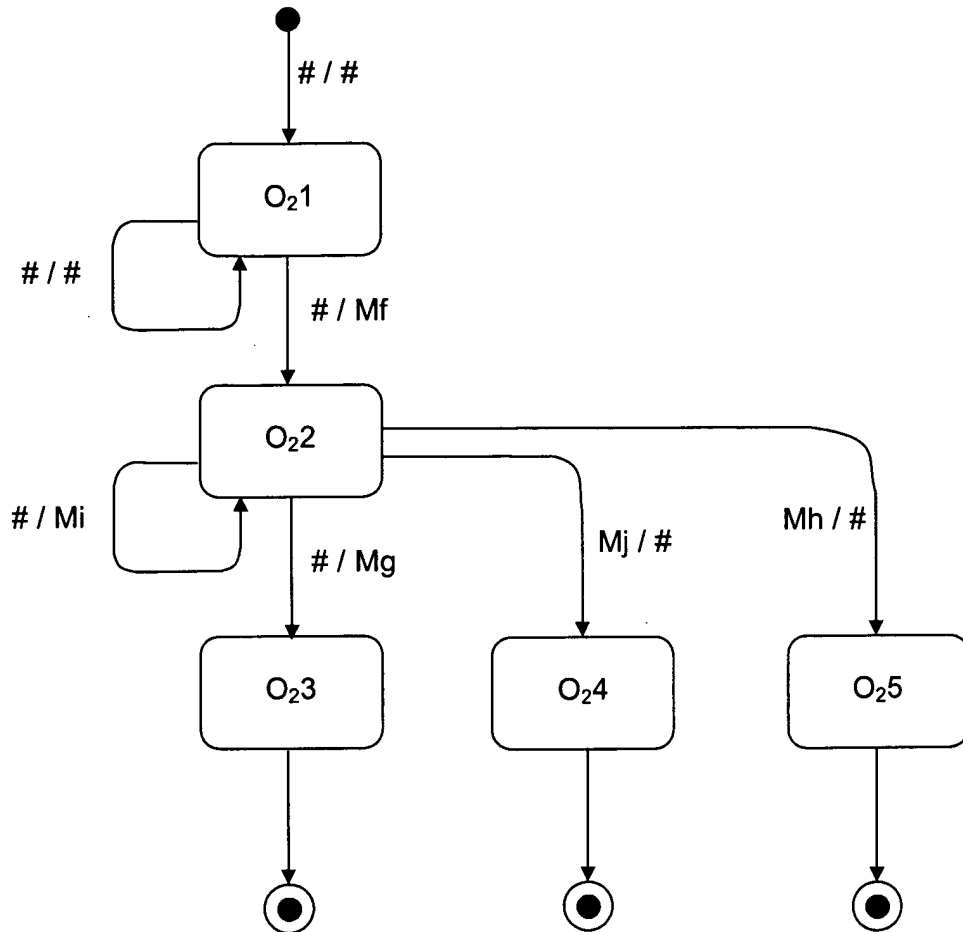 # / #
O₂1
# / #
# / Mf
O₂2
# / Mi
# / Mg
Mj / #
Mh / #
O₂3
O₂4
O₂5